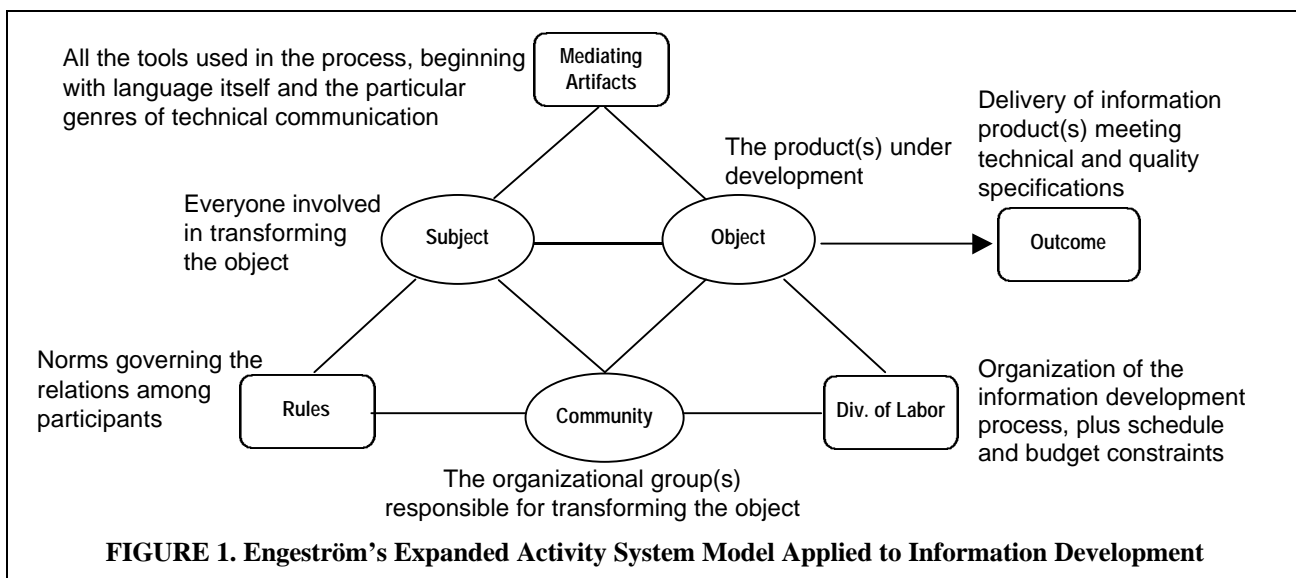 All the tools used in the process, beginning
with language itself and the particular
genres of technical communication
Mediating
Artifacts
Delivery of information
product(s) meeting
technical and quality
specifications
The product(s) under
development
Everyone involved
in transforming
the object
Subject
Object
Outcome
Norms governing the
relations among
participants
Rules
Community
Div. of Labor
Organization of the
information development
process, plus schedule
and budget constraints
The organizational group(s)
responsible for transforming the object
FIGURE 1. Engeström's Expanded Activity System Model Applied to Information Development